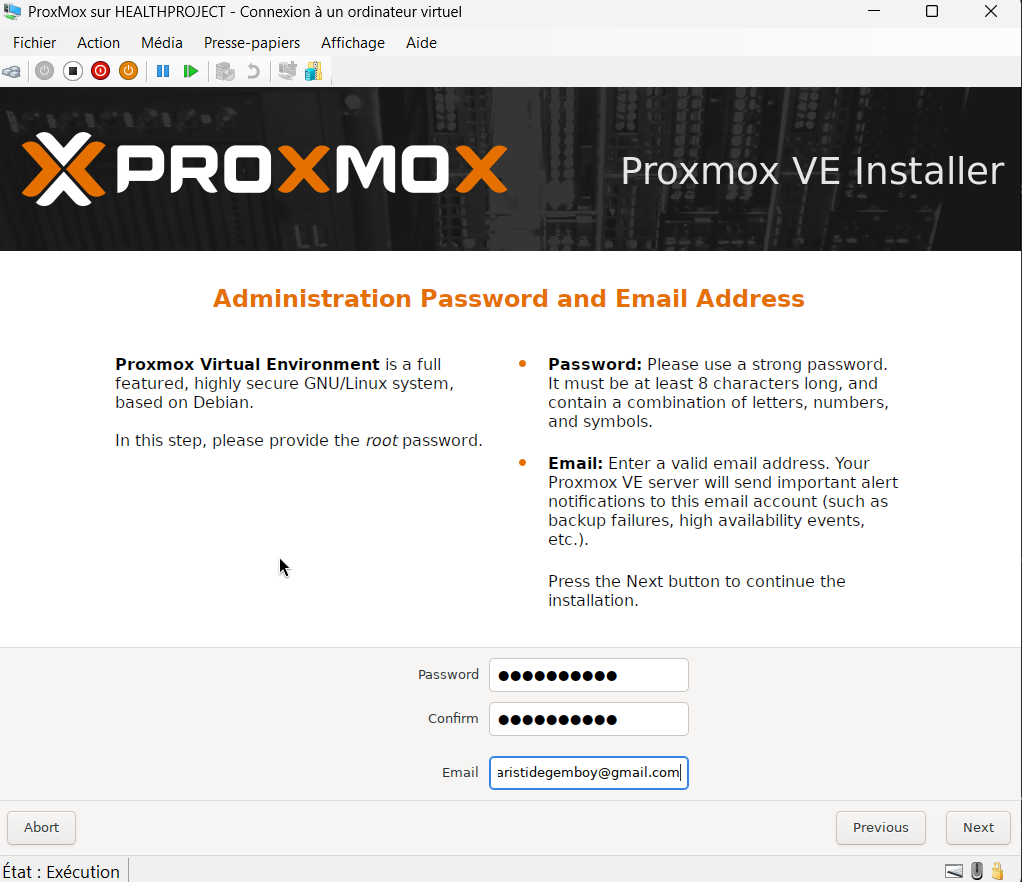 ProxMox sur HEALTHPROJECT - Connexion à un ordinateur virtuel
Fichier Action Média Presse-papiers Affichage Aide
PROXMOX
Proxmox VE Installer
Administration Password and Email Address
Proxmox Virtual Environment is a full
featured, highly secure GNU/Linux system,
based on Debian.
In this step, please provide the root password.
Password: Please use a strong password.
It must be at least 8 characters long, and
contain a combination of letters, numbers,
and symbols.
Email: Enter a valid email address. Your
Proxmox VE server will send important alert
notifications to this email account (such as
backup failures, high availability events,
etc.).
Press the Next button to continue the
installation.
Password ●●●●●●●●●●
Confirm ●●●●●●●●●●
Email aristidegemboy@gmail.com
Abort Previous Next
État : Exécution